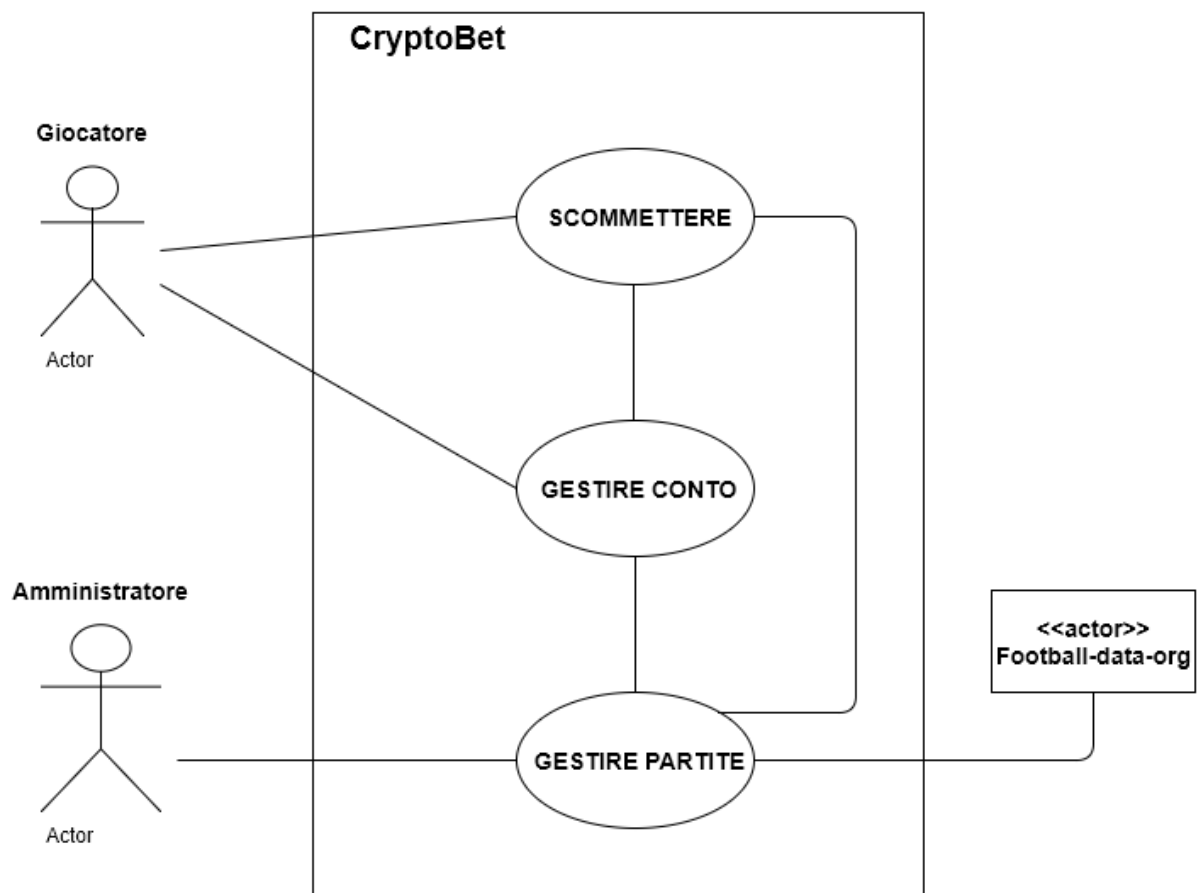 CryptoBet
Giocatore
Actor
SCOMMETTERE
GESTIRE CONTO
Amministratore
Actor
GESTIRE PARTITE
<<actor>>
Football-data-org